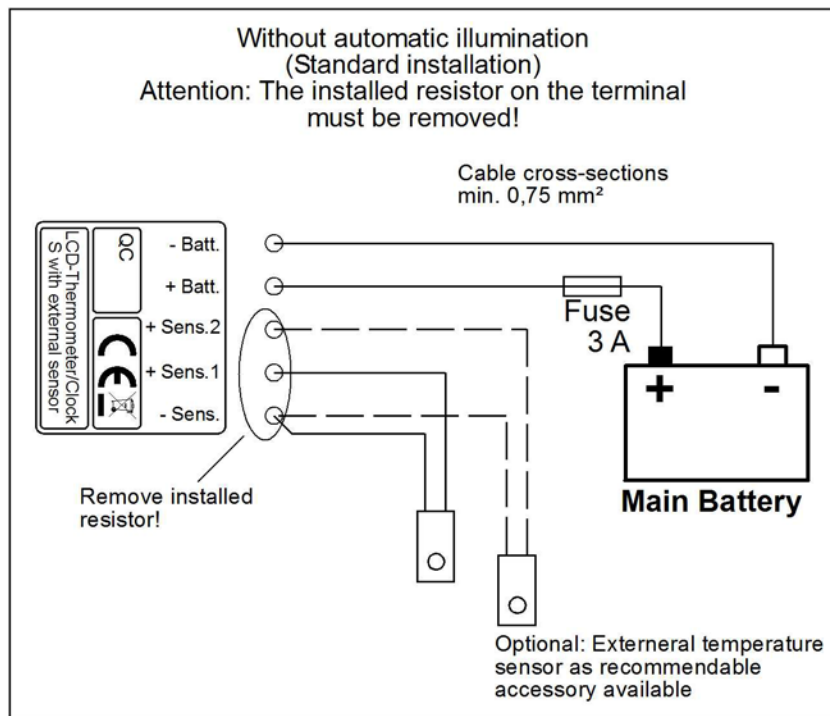 Without automatic illumination
(Standard installation)
Attention: The installed resistor on the terminal
must be removed!
Cable cross-sections
min. 0,75 mm²
LCD-Thermometer/Clock
S with external sensor
QC
CE
- Batt.
+ Batt.
+ Sens.2
+ Sens.1
- Sens.
Fuse
3 A
+
-
Main Battery
Remove installed
resistor!
Optional: Externeral temperature
sensor as recommendable
accessory available